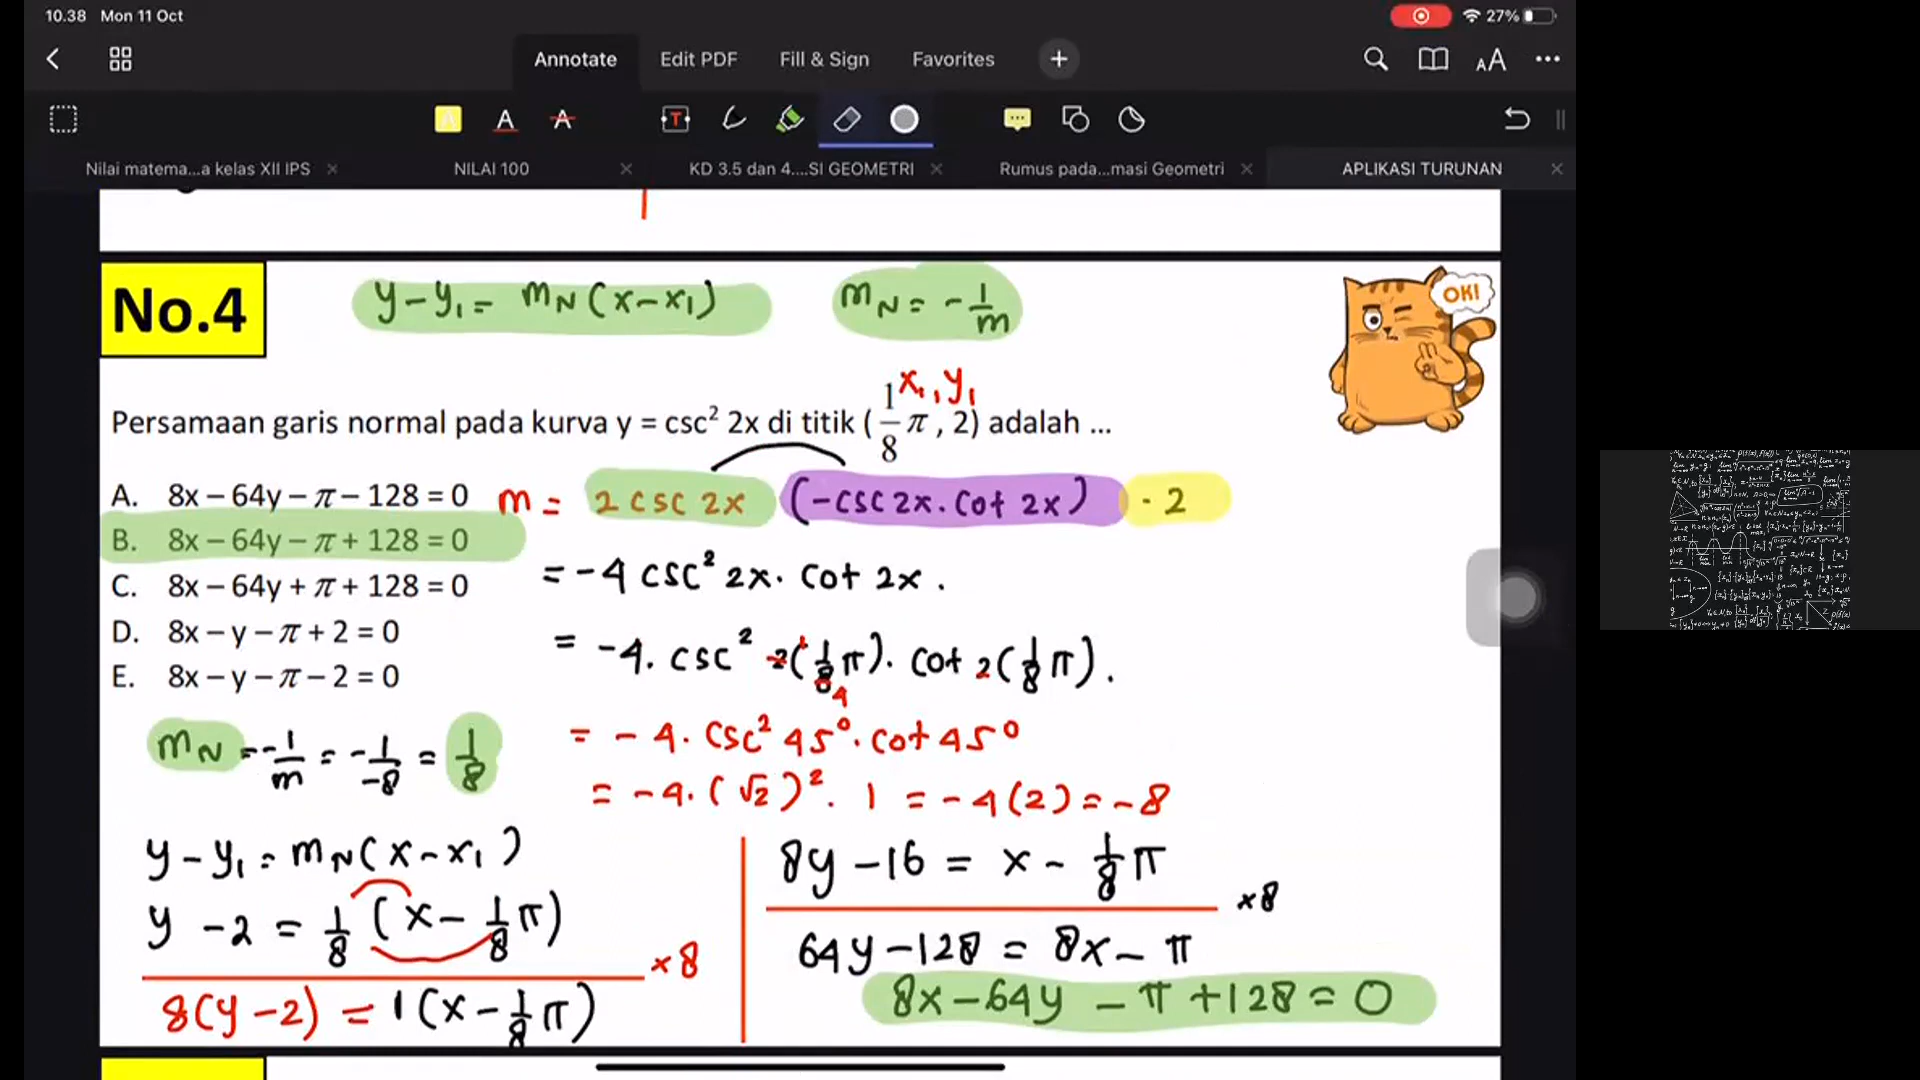 10.38 Mon 11 Oct
27%
Annotate Edit PDF Fill & Sign Favorites
Nilai matema...a kelas XII IPS
NILAI 100
KD 3.5 dan 4....SI GEOMETRI
Rumus pada...masi Geometri
APLIKASI TURUNAN
No.4
y - y₁ = mN (x - x₁)
mN = -1/m
OK!
x₁, y₁
Persamaan garis normal pada kurva y = csc² 2x di titik (1/8 π , 2) adalah ...
A. 8x – 64y – π – 128 = 0
B. 8x – 64y – π + 128 = 0
C. 8x – 64y + π + 128 = 0
D. 8x – y – π + 2 = 0
E. 8x – y – π – 2 = 0
m = 2 csc 2x (-csc 2x . cot 2x) . 2
= -4 csc² 2x . cot 2x .
= -4 . csc² 2(1/8 π) . cot 2(1/8 π) .
1
4
= -4 . csc² 45° . cot 45°
= -4 . (√2)² . 1 = -4(2) = -8
mN = -1/m = -1/-8 = 1/8
y - y₁ = mN (x - x₁)
y - 2 = 1/8 (x - 1/8 π)
×8
8(y - 2) = 1(x - 1/8 π)
8y - 16 = x - 1/8 π
×8
64y - 128 = 8x - π
8x - 64y - π + 128 = 0